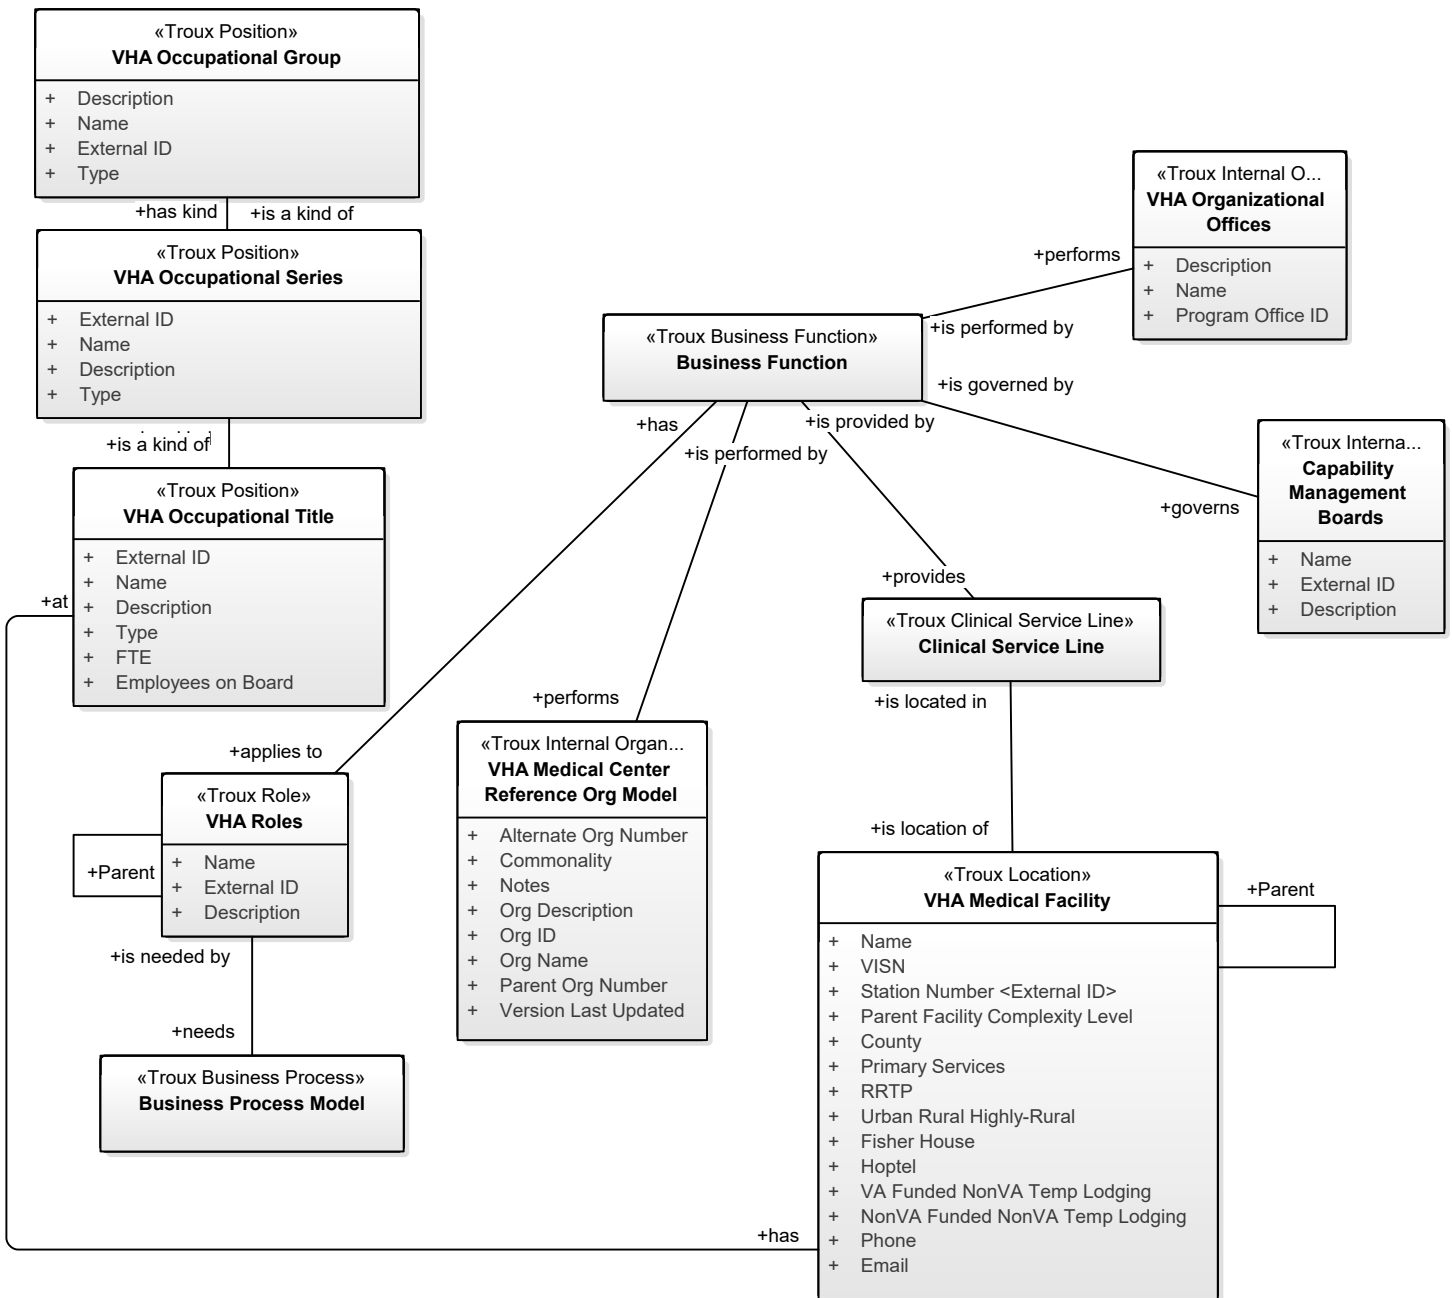 «Troux Position»
VHA Occupational Group
+ Description
+ Name
+ External ID
+ Type
+has kind
+is a kind of
«Troux Position»
VHA Occupational Series
+ External ID
+ Name
+ Description
+ Type
+is a kind of
«Troux Position»
VHA Occupational Title
+ External ID
+ Name
+ Description
+ Type
+ FTE
+ Employees on Board
+at
«Troux Business Function»
Business Function
+performs
+is performed by
«Troux Internal O...
VHA Organizational
Offices
+ Description
+ Name
+ Program Office ID
+is governed by
+governs
«Troux Interna...
Capability
Management
Boards
+ Name
+ External ID
+ Description
+has
+is performed by
+is provided by
+provides
«Troux Clinical Service Line»
Clinical Service Line
+is located in
+is location of
+performs
«Troux Internal Organ...
VHA Medical Center
Reference Org Model
+ Alternate Org Number
+ Commonality
+ Notes
+ Org Description
+ Org ID
+ Org Name
+ Parent Org Number
+ Version Last Updated
+applies to
«Troux Role»
VHA Roles
+ Name
+ External ID
+ Description
+Parent
+is needed by
+needs
«Troux Business Process»
Business Process Model
«Troux Location»
VHA Medical Facility
+ Name
+ VISN
+ Station Number <External ID>
+ Parent Facility Complexity Level
+ County
+ Primary Services
+ RRTP
+ Urban Rural Highly-Rural
+ Fisher House
+ Hoptel
+ VA Funded NonVA Temp Lodging
+ NonVA Funded NonVA Temp Lodging
+ Phone
+ Email
+Parent
+has